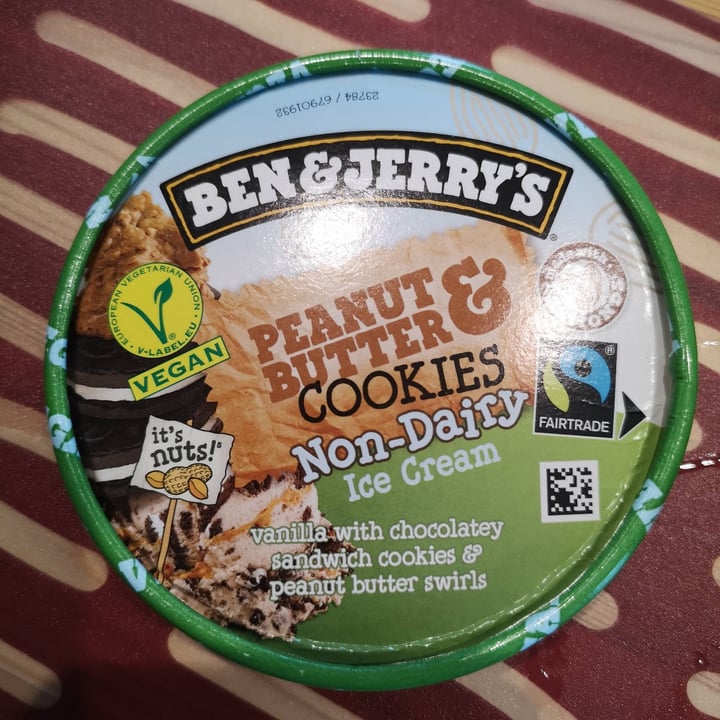 23784 / 67901932
BEN & JERRY'S
®
EUROPEAN VEGETARIAN UNION
V-LABEL.EU
®
VEGAN
PEANUT
BUTTER &
COOKIES
Non-Dairy
Ice Cream
it's
nuts!
FAIRTRADE
®
vanilla with chocolatey
sandwich cookies &
peanut butter swirls